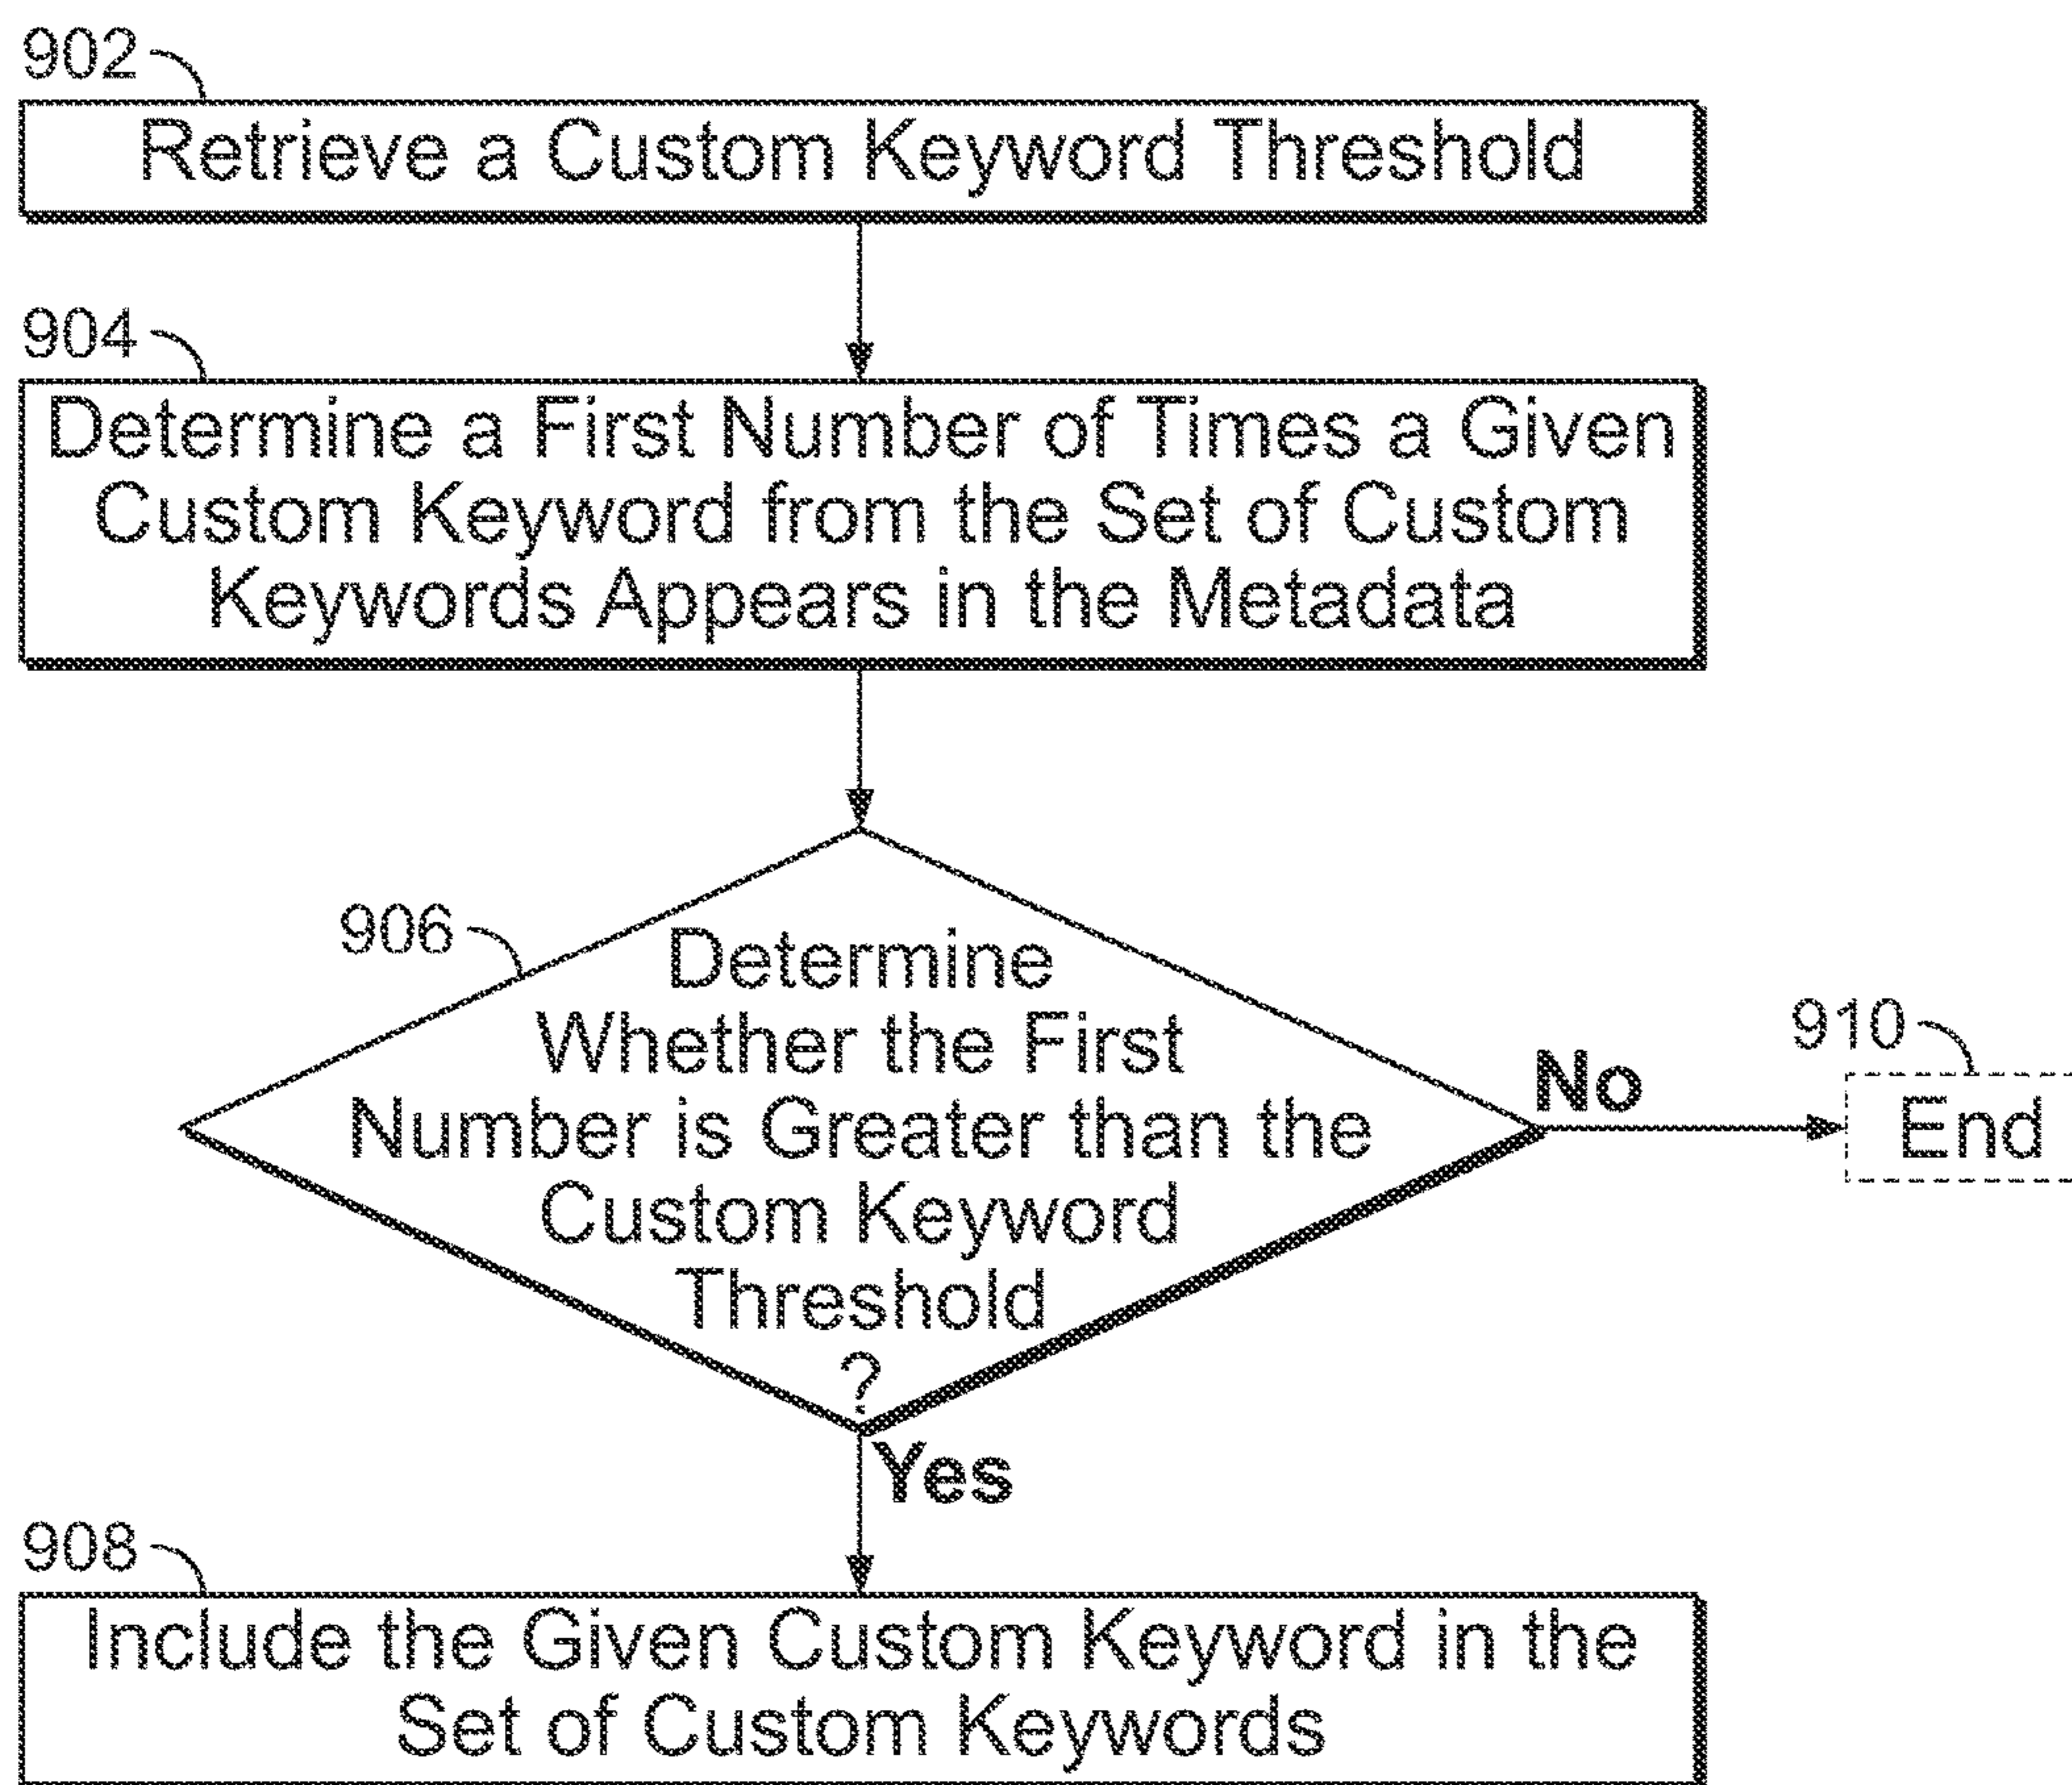 902
Retrieve a Custom Keyword Threshold
904
Determine a First Number of Times a Given
Custom Keyword from the Set of Custom
Keywords Appears in the Metadata
906
Determine
Whether the First
Number is Greater than the
Custom Keyword
Threshold
?
No
910
End
Yes
908
Include the Given Custom Keyword in the
Set of Custom Keywords